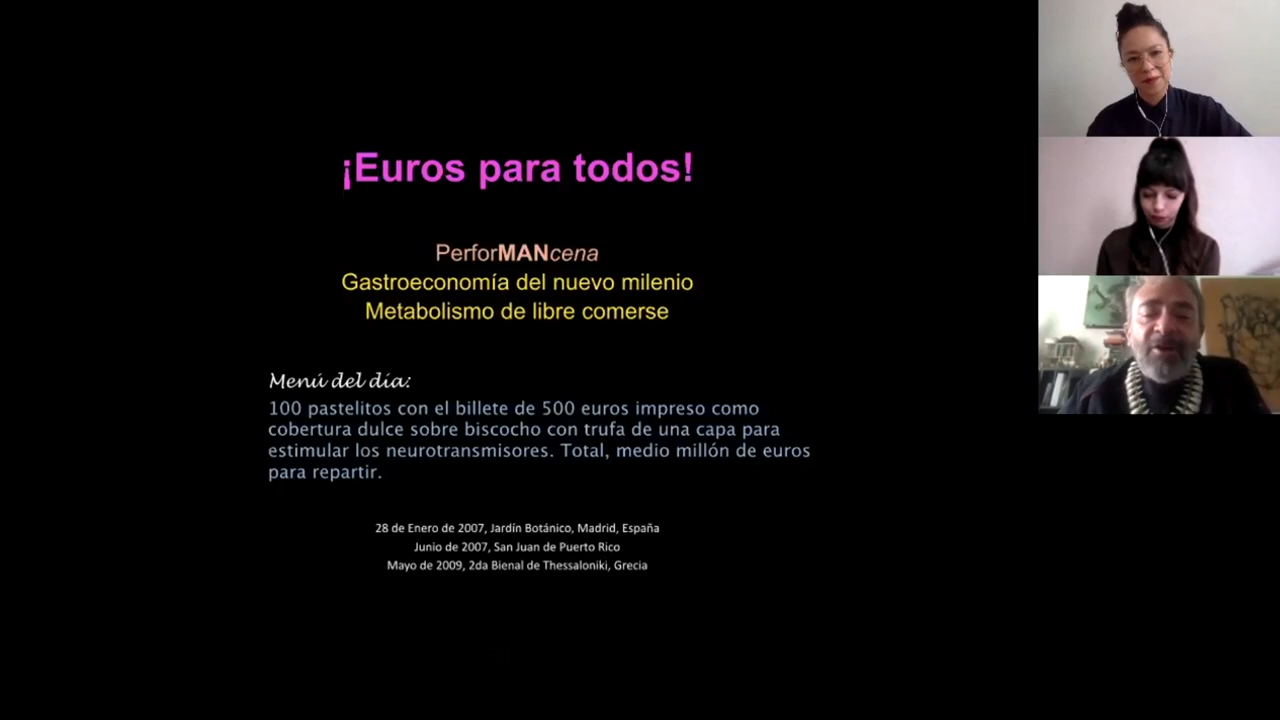 ¡Euros para todos!
PerforMANcena
Gastroeconomía del nuevo milenio
Metabolismo de libre comerse
Menú del día:
100 pastelitos con el billete de 500 euros impreso como
cobertura dulce sobre biscocho con trufa de una capa para
estimular los neurotransmisores. Total, medio millón de euros
para repartir.
28 de Enero de 2007, Jardín Botánico, Madrid, España
Junio de 2007, San Juan de Puerto Rico
Mayo de 2009, 2da Bienal de Thessaloniki, Grecia